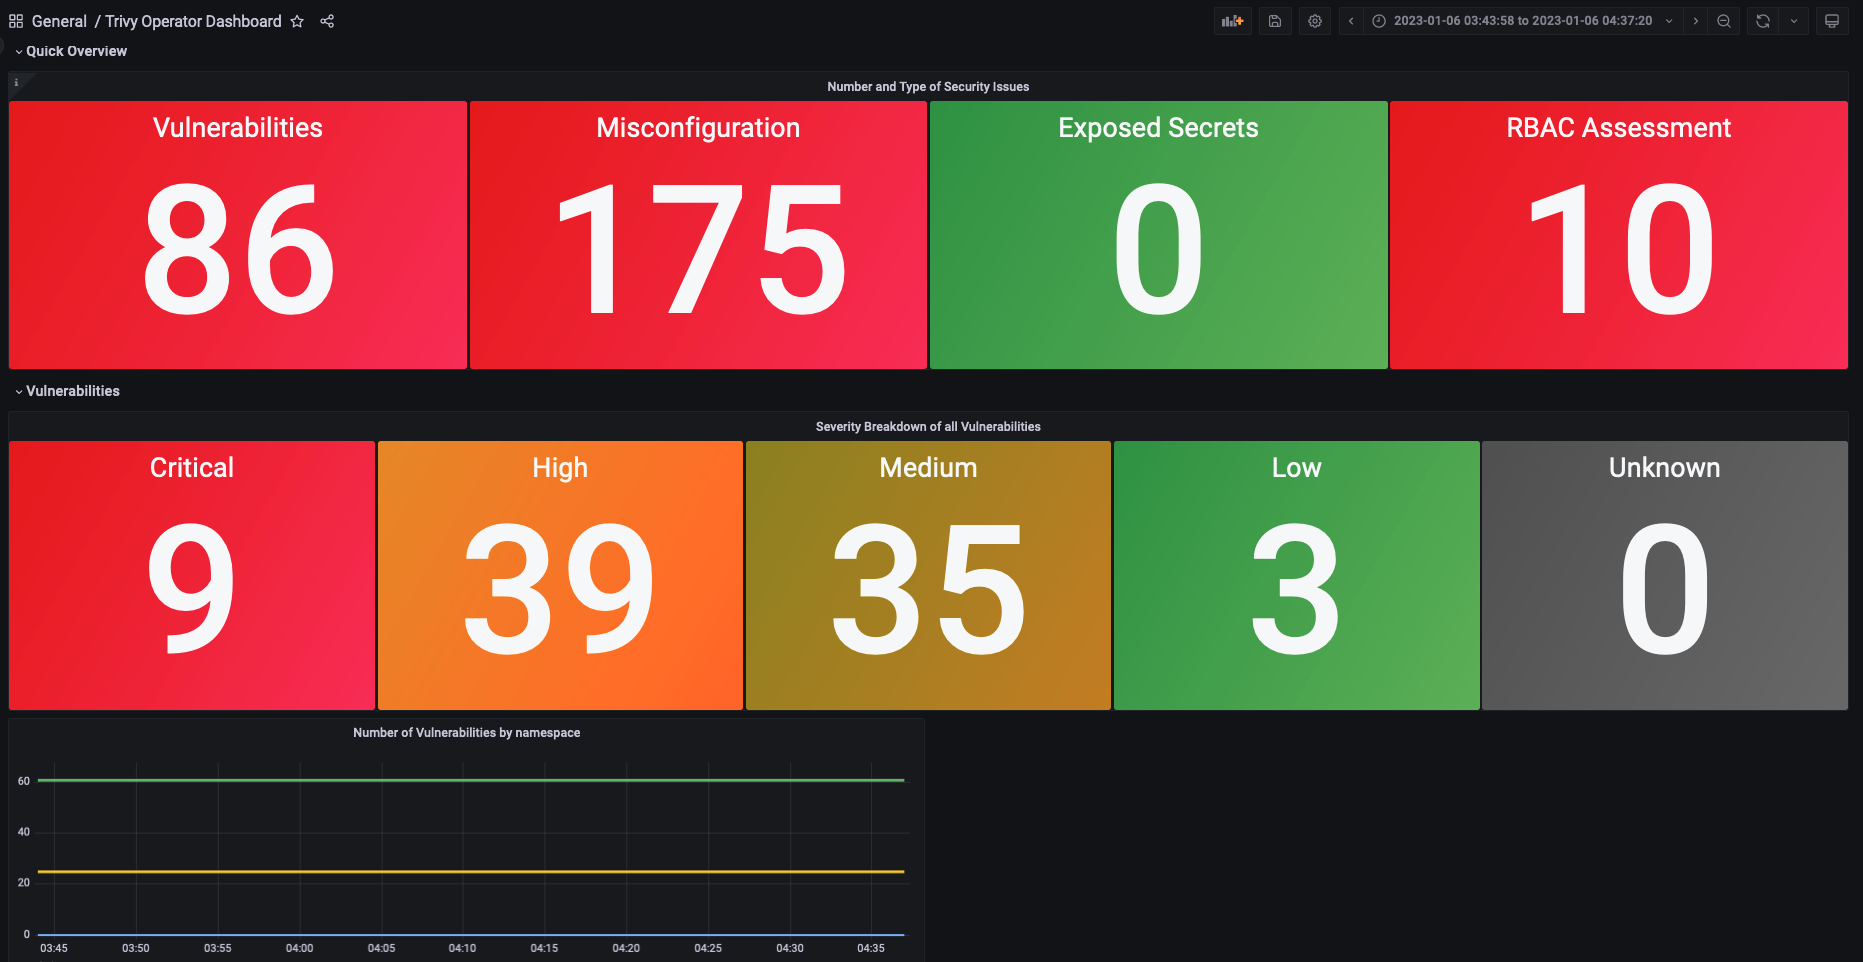 General / Trivy Operator Dashboard
2023-01-06 03:43:58 to 2023-01-06 04:37:20
Quick Overview
i
Number and Type of Security Issues
Vulnerabilities
86
Misconfiguration
175
Exposed Secrets
0
RBAC Assessment
10
Vulnerabilities
Severity Breakdown of all Vulnerabilities
Critical
9
High
39
Medium
35
Low
3
Unknown
0
Number of Vulnerabilities by namespace
60
40
20
0
03:45 03:50 03:55 04:00 04:05 04:10 04:15 04:20 04:25 04:30 04:35